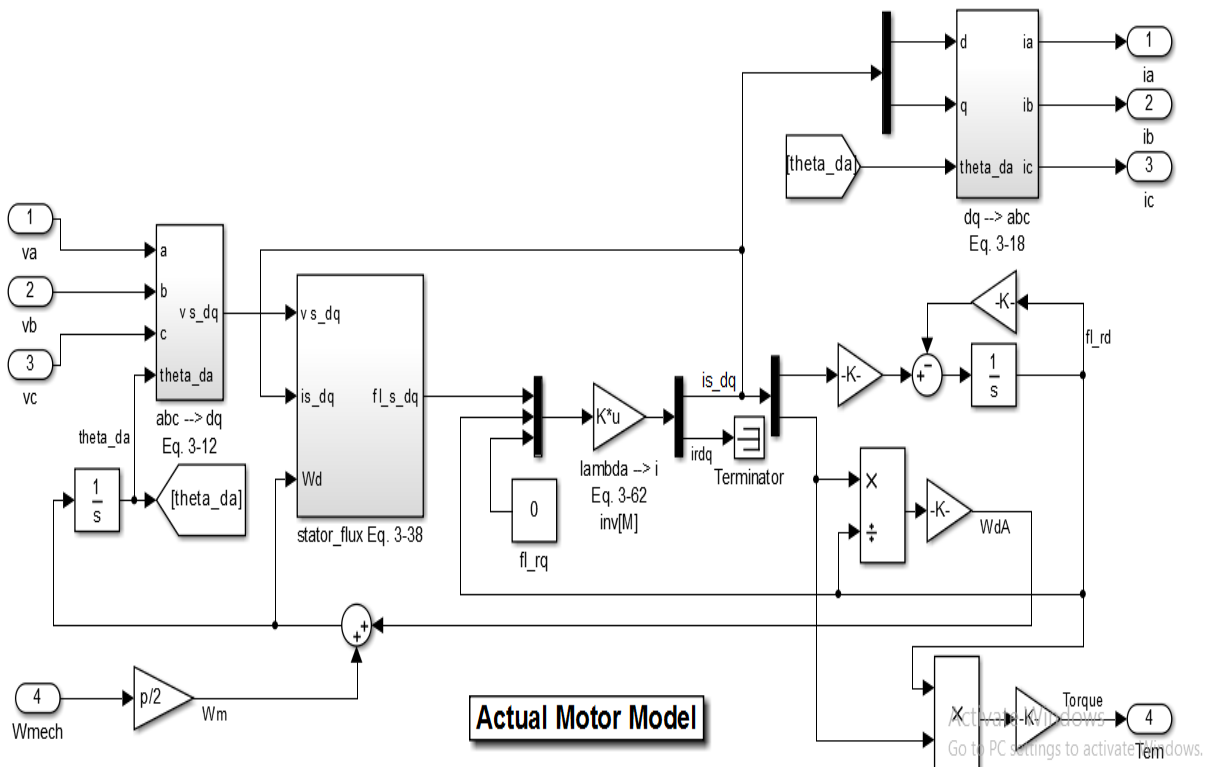 d
ia
1
ia
q
ib
2
ib
[theta_da]
theta_da
ic
3
ic
dq --> abc
Eq. 3-18
1
va
a
2
vb
b
v s_dq
3
vc
c
theta_da
abc --> dq
Eq. 3-12
theta_da
1
s
[theta_da]
v s_dq
is_dq
fl_s_dq
Wd
stator_flux Eq. 3-38
K*u
lambda --> i
Eq. 3-62
inv[M]
0
fl_rq
is_dq
irdq
Terminator
-K-
+
−
1
s
-K-
fl_rd
×
÷
-K-
WdA
+
+
4
Wmech
p/2
Wm
Actual Motor Model
×
-K-
Torque
4
Tem
Activate Windows
Go to PC settings to activate Windows.